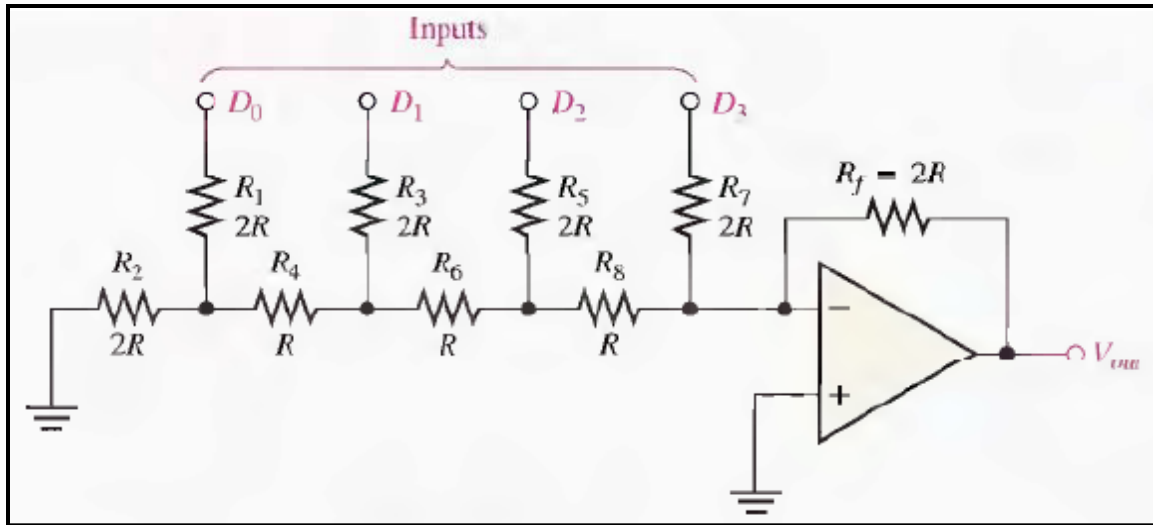 Inputs
D0 D1 D2 D3
R1 2R
R3 2R
R5 2R
R7 2R
Rf = 2R
R2 2R
R4 R
R6 R
R8 R
−
+
Vout